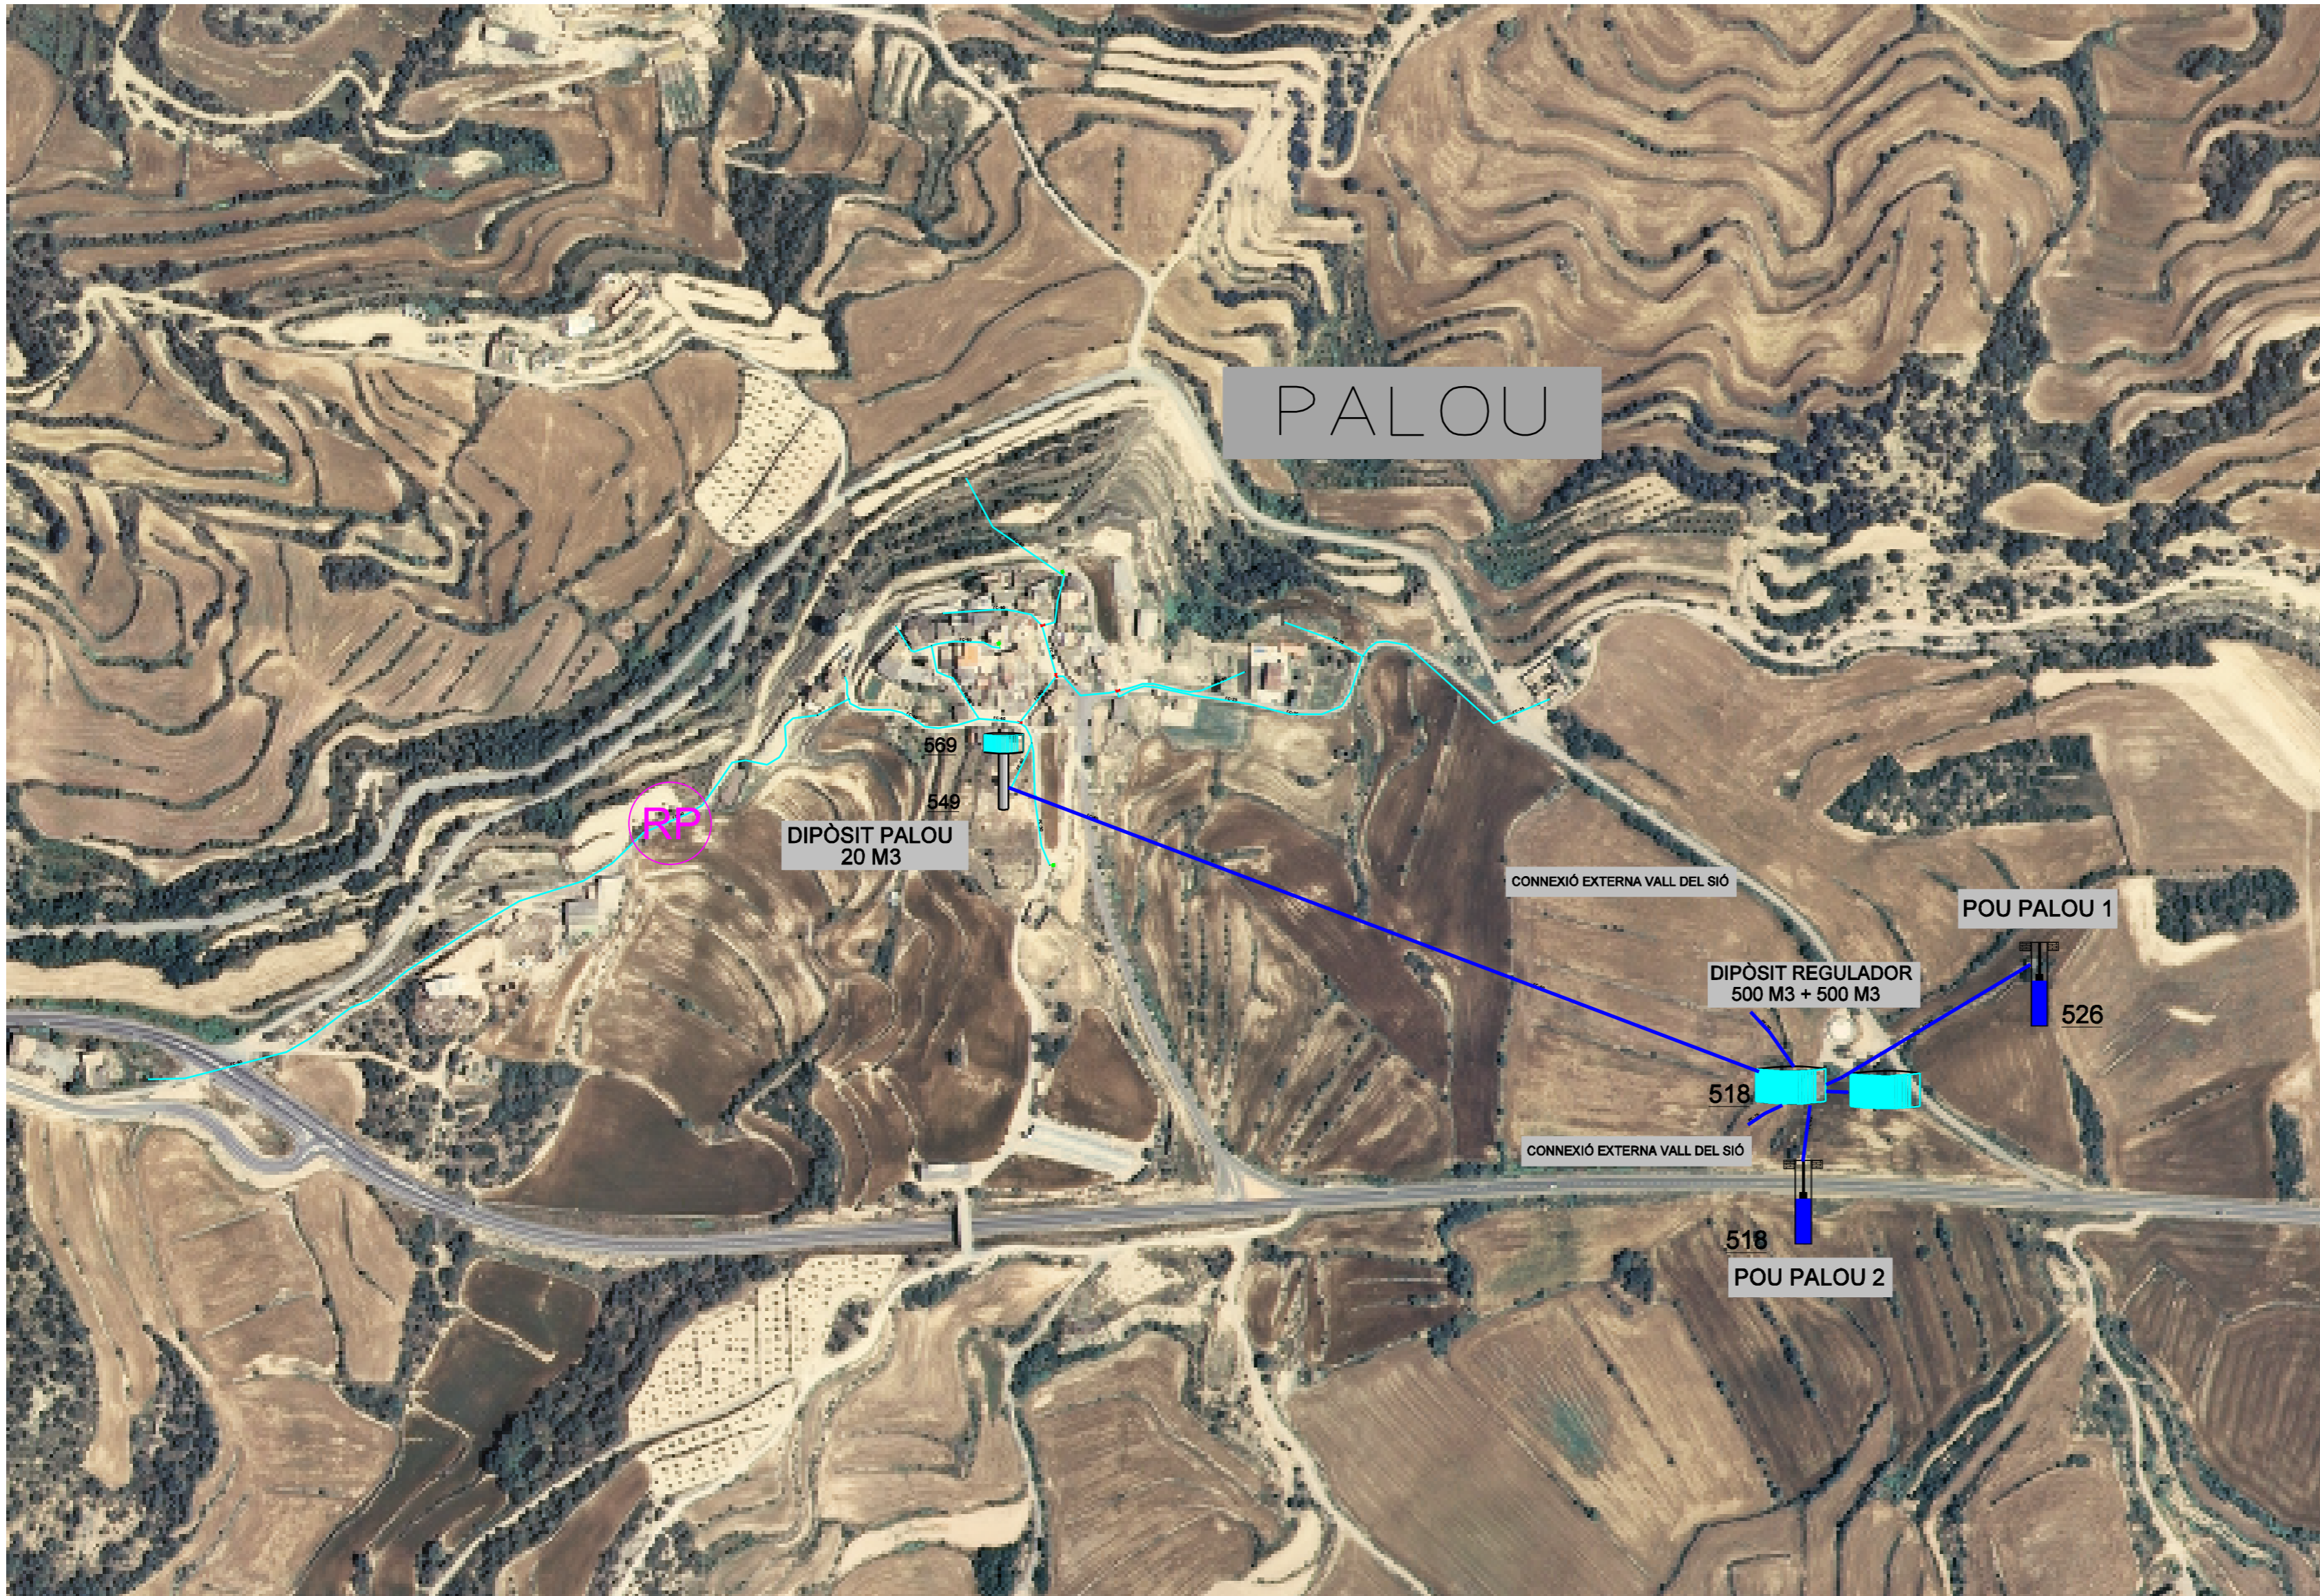 PALOU
569
549
RP
DIPÒSIT PALOU
20 M3
CONNEXIÓ EXTERNA VALL DEL SIÓ
POU PALOU 1
DIPÒSIT REGULADOR
500 M3 + 500 M3
526
518
CONNEXIÓ EXTERNA VALL DEL SIÓ
518
POU PALOU 2